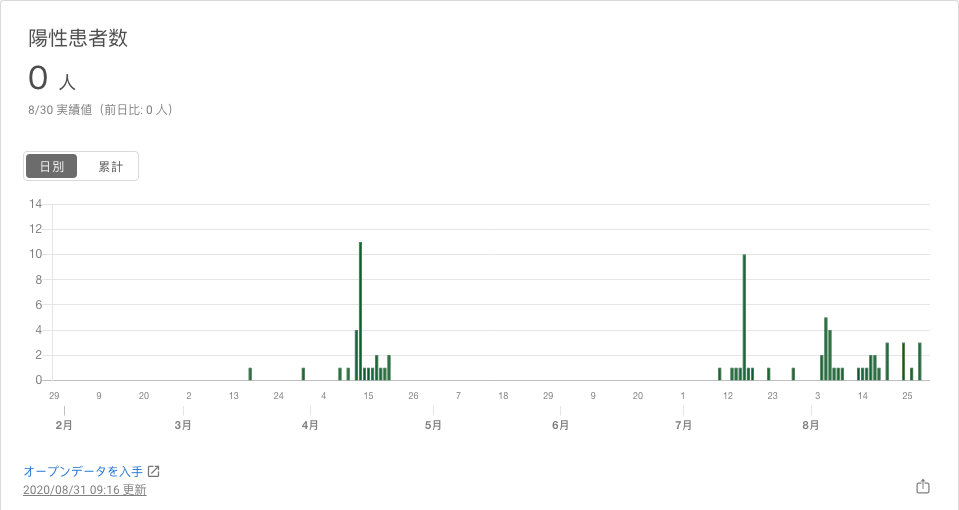 陽性患者数
0 人
8/30 実績値（前日比: 0 人）
日別 累計
14
12
10
8
6
4
2
0
29 9 20 2 13 24 4 15 26 7 18 29 9 20 1 12 23 3 14 25
2月 3月 4月 5月 6月 7月 8月
オープンデータを入手
2020/08/31 09:16 更新